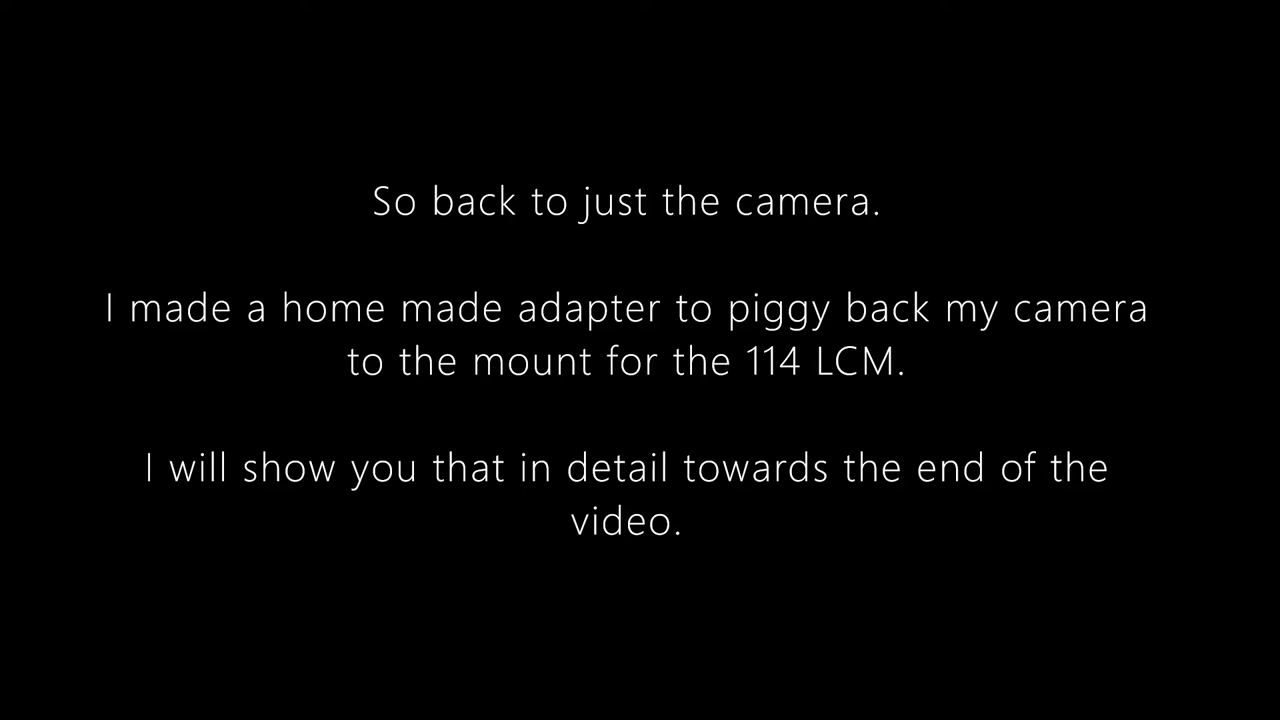 So back to just the camera.
I made a home made adapter to piggy back my camera
to the mount for the 114 LCM.
I will show you that in detail towards the end of the
video.